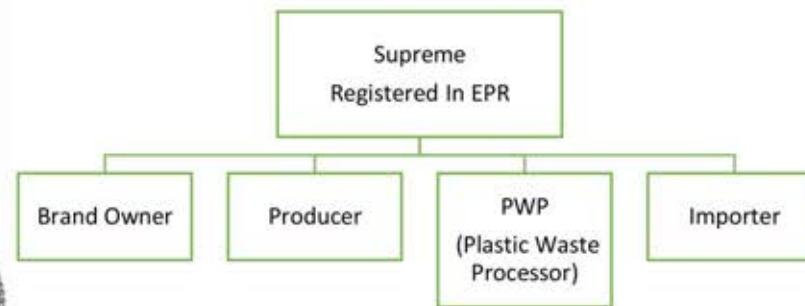 Supreme
Registered In EPR
Brand Owner
Producer
PWP
(Plastic Waste
Processor)
Importer